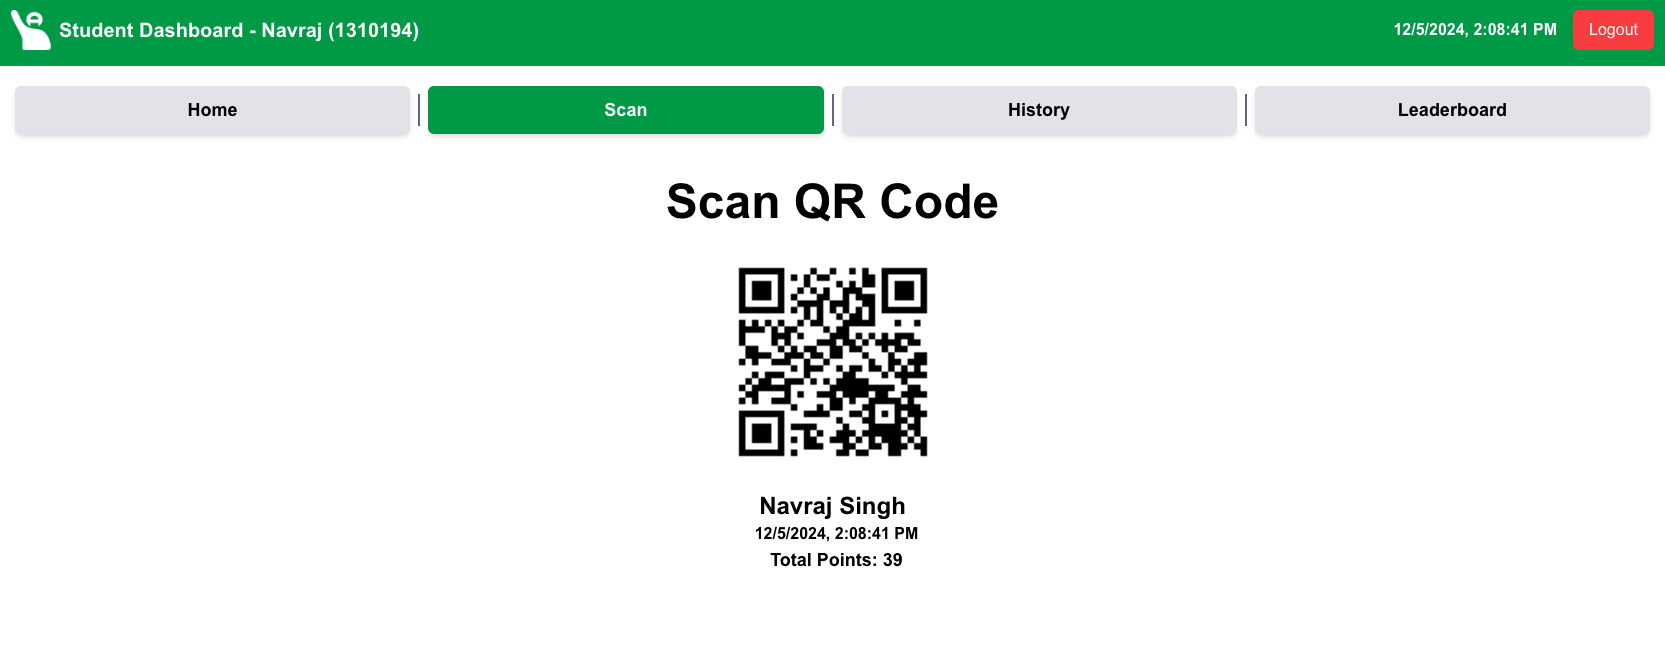 Student Dashboard - Navraj (1310194)
12/5/2024, 2:08:41 PM
Logout
Home
Scan
History
Leaderboard
Scan QR Code
Navraj Singh
12/5/2024, 2:08:41 PM
Total Points: 39